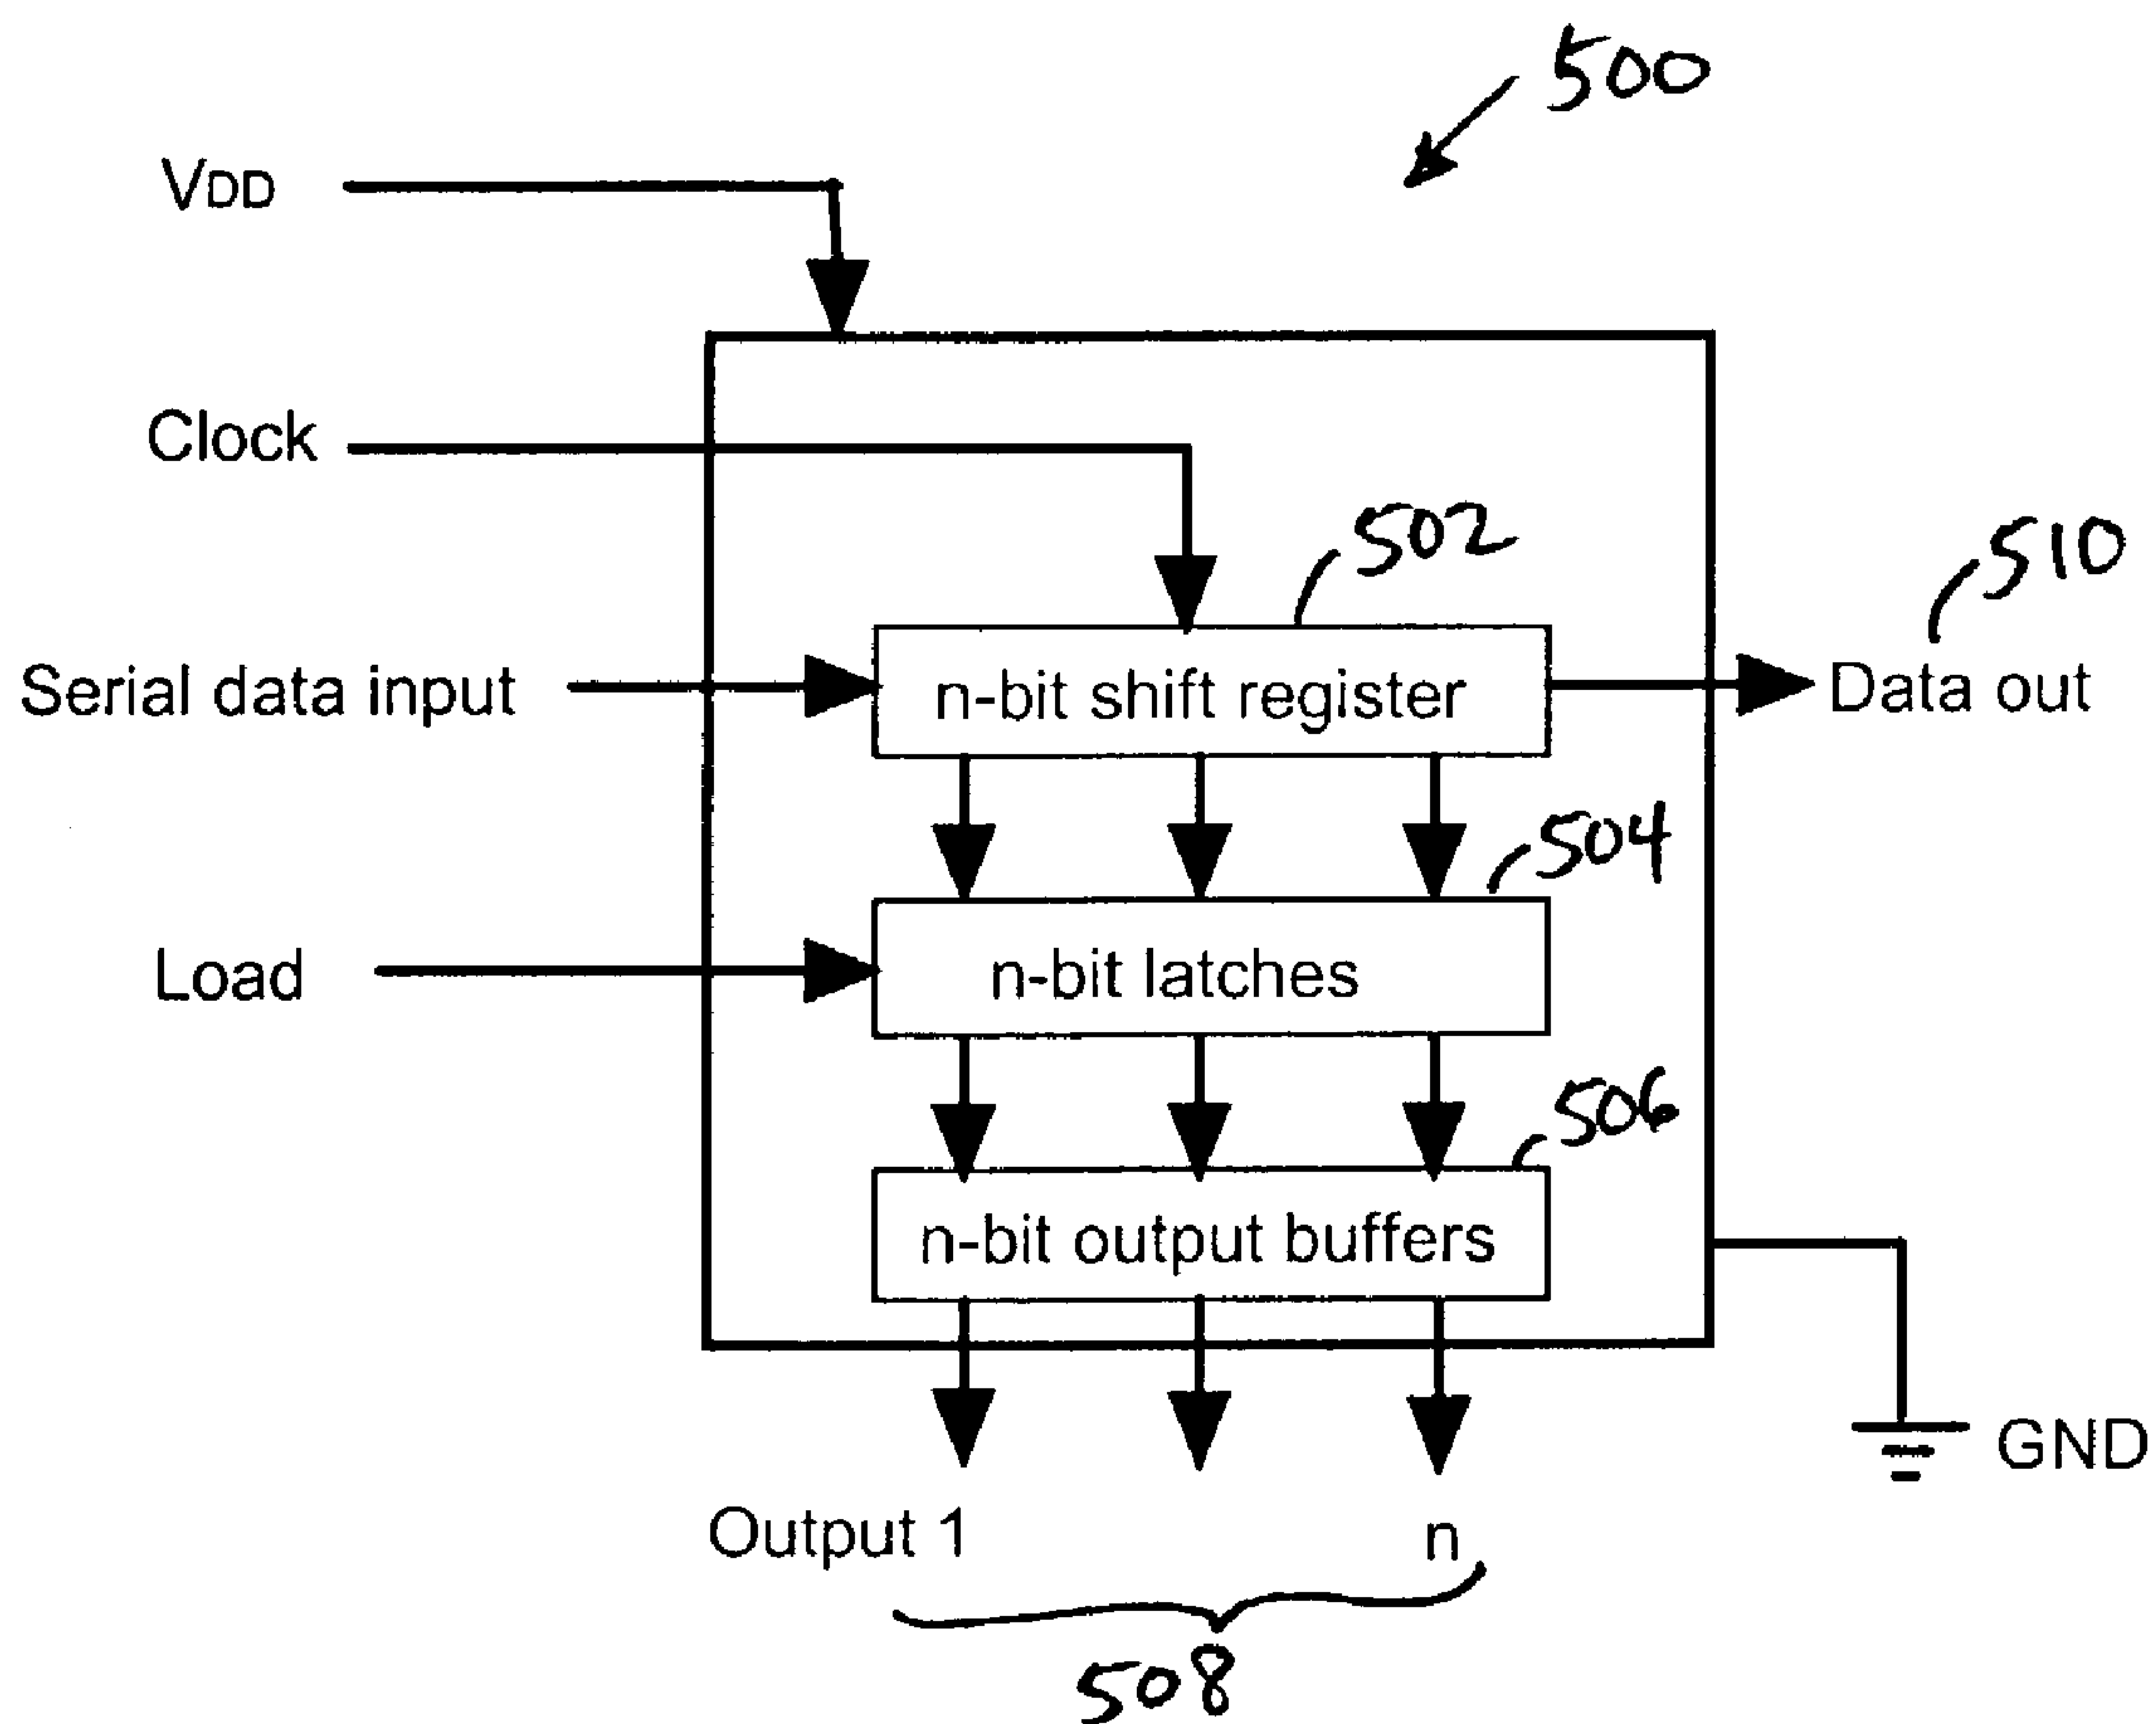 500
VDD
Clock
502
510
Serial data input
n-bit shift register
Data out
504
Load
n-bit latches
506
n-bit output buffers
GND
Output 1
n
508